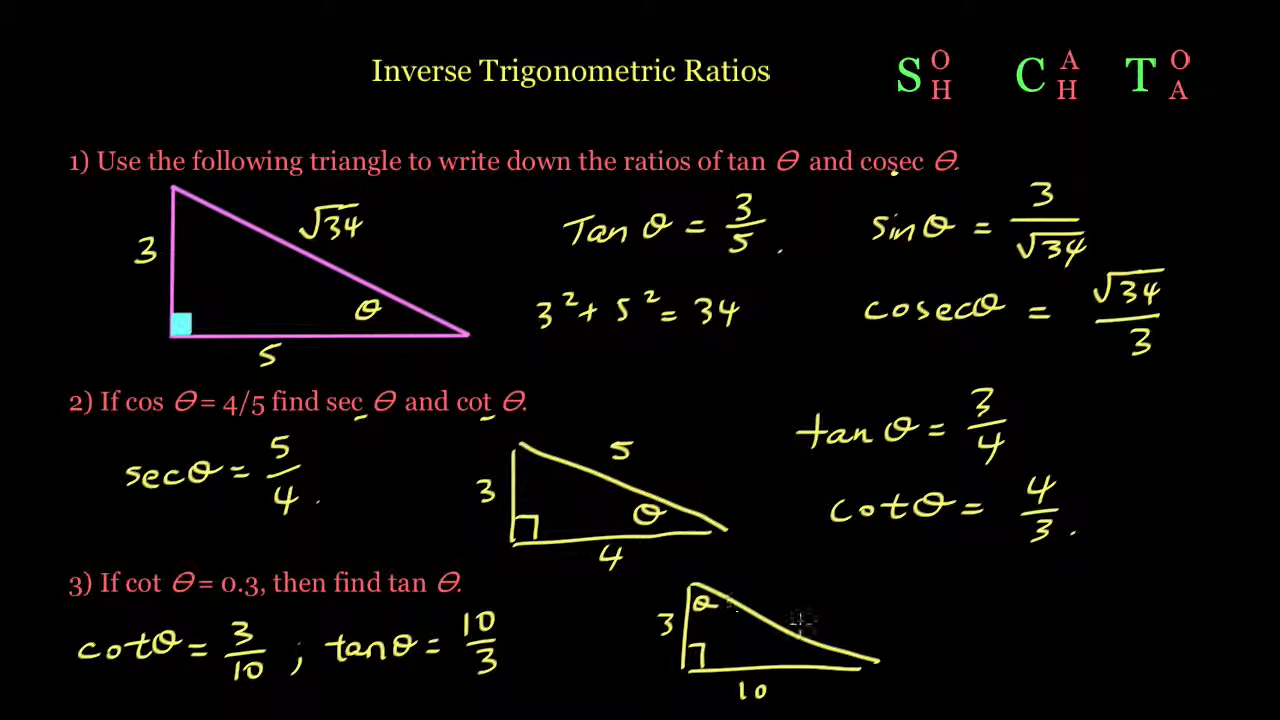 Inverse Trigonometric Ratios
S O/H C A/H T O/A
1) Use the following triangle to write down the ratios of tan θ and cosec θ.
3
√34
θ
5
Tan θ = 3/5.
3² + 5² = 34
sin θ = 3/√34
cosec θ = √34/3
2) If cos θ = 4/5 find sec θ and cot θ.
sec θ = 5/4.
3
5
θ
4
tan θ = 3/4
cot θ = 4/3.
3) If cot θ = 0.3, then find tan θ.
cot θ = 3/10 ; tan θ = 10/3
3
θ
10